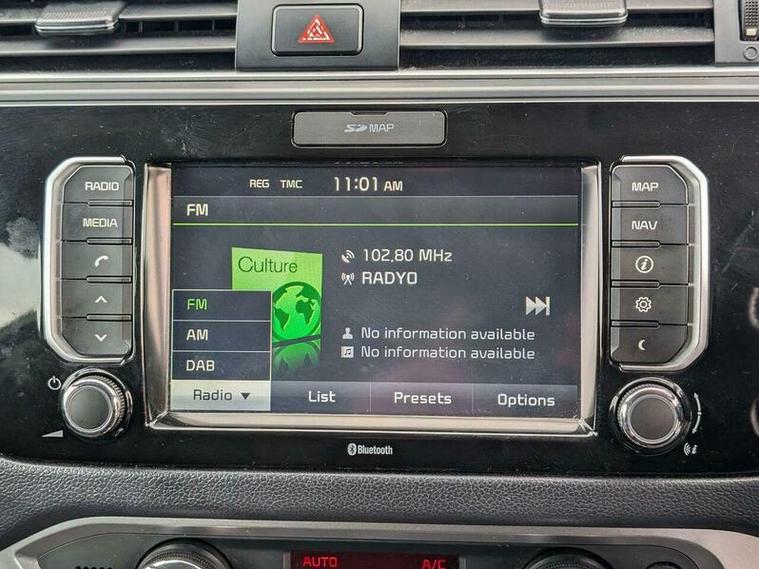 SD MAP
RADIO
MEDIA
REG TMC 11:01 AM
FM
Culture
102.80 MHz
RADYO
No information available
No information available
FM
AM
DAB
Radio ▼
List
Presets
Options
MAP
NAV
Bluetooth
AUTO A/C